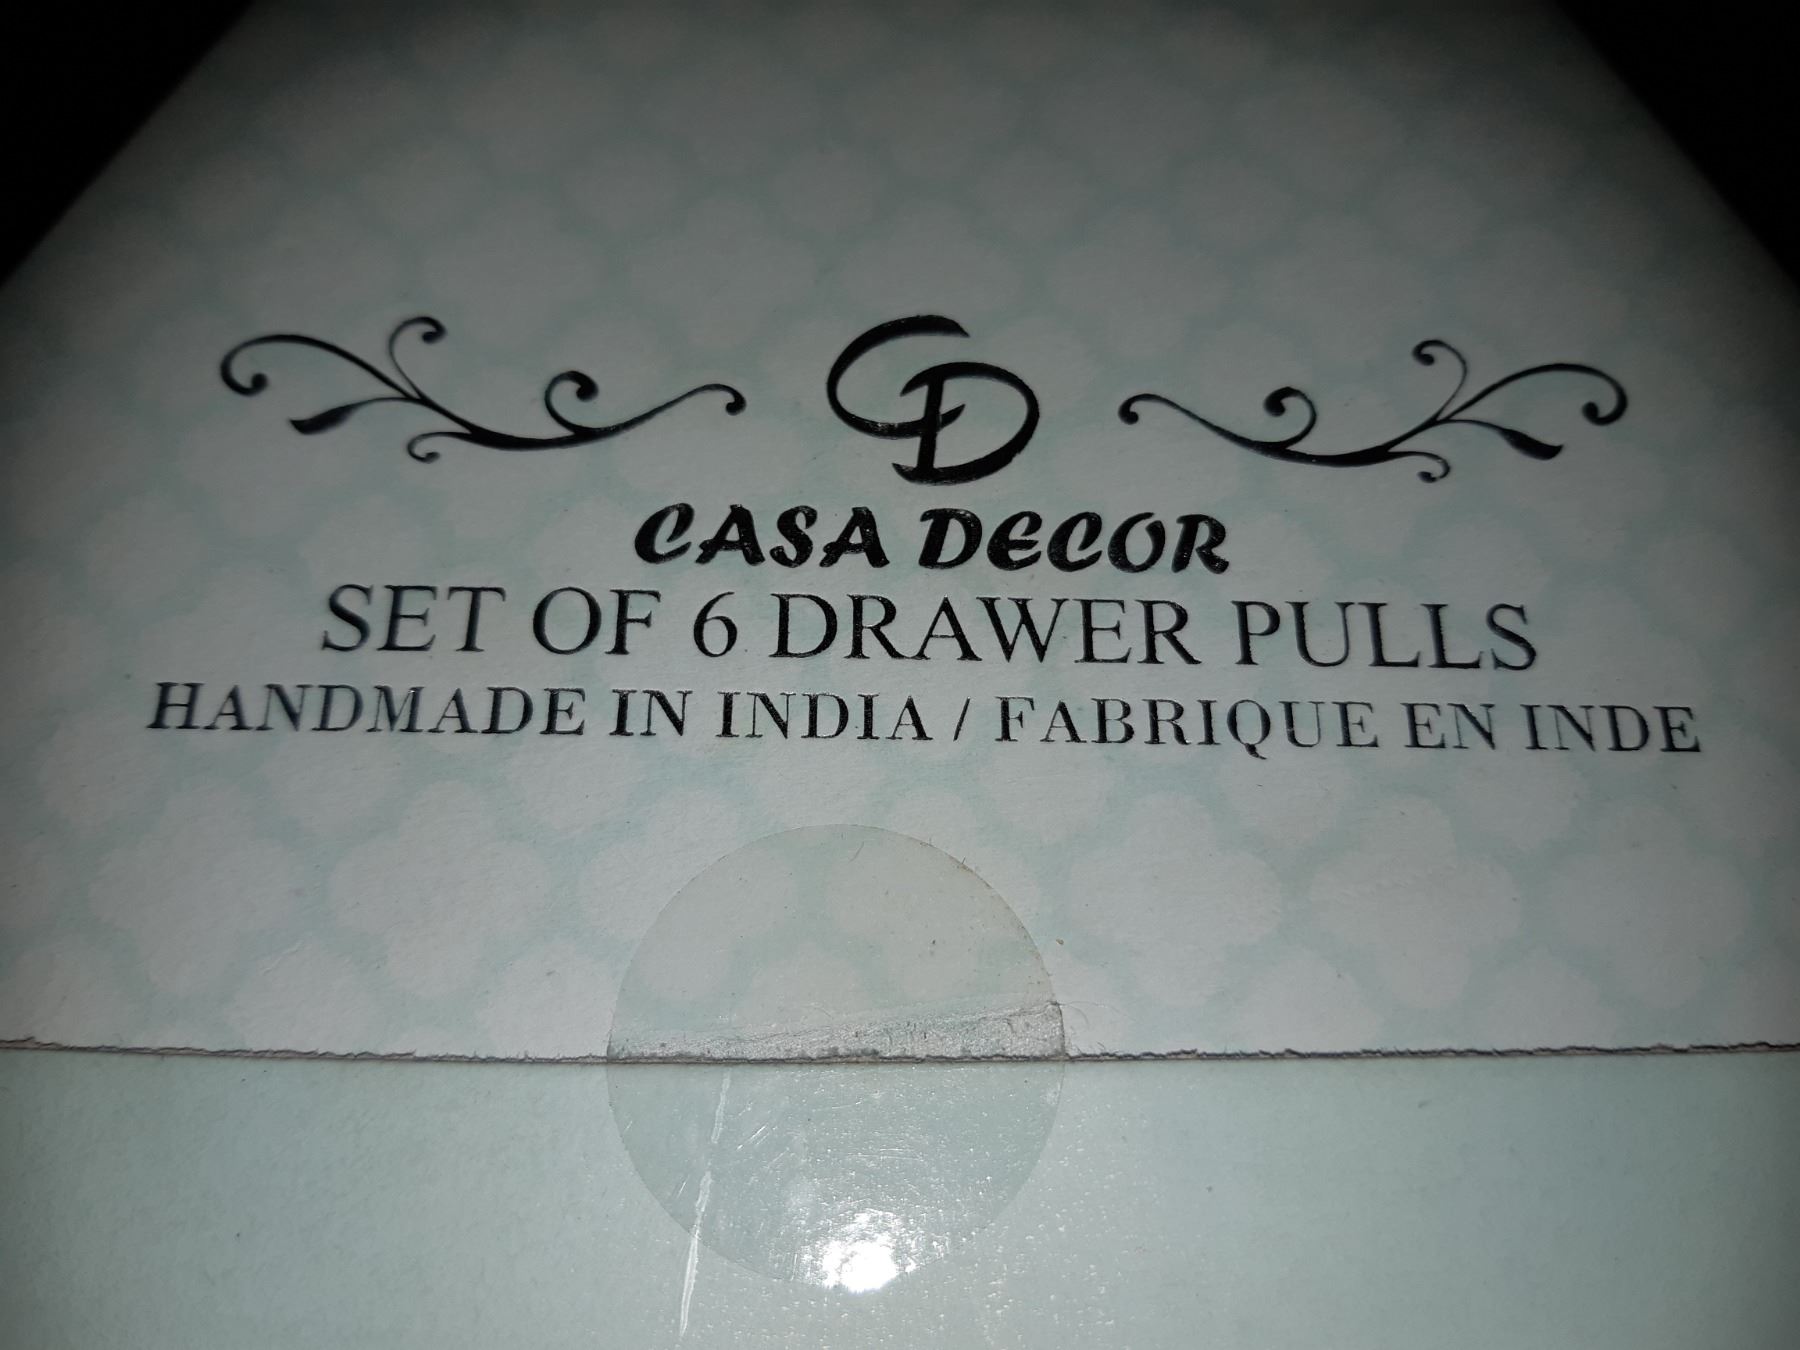 CD
CASA DECOR
SET OF 6 DRAWER PULLS
HANDMADE IN INDIA / FABRIQUE EN INDE